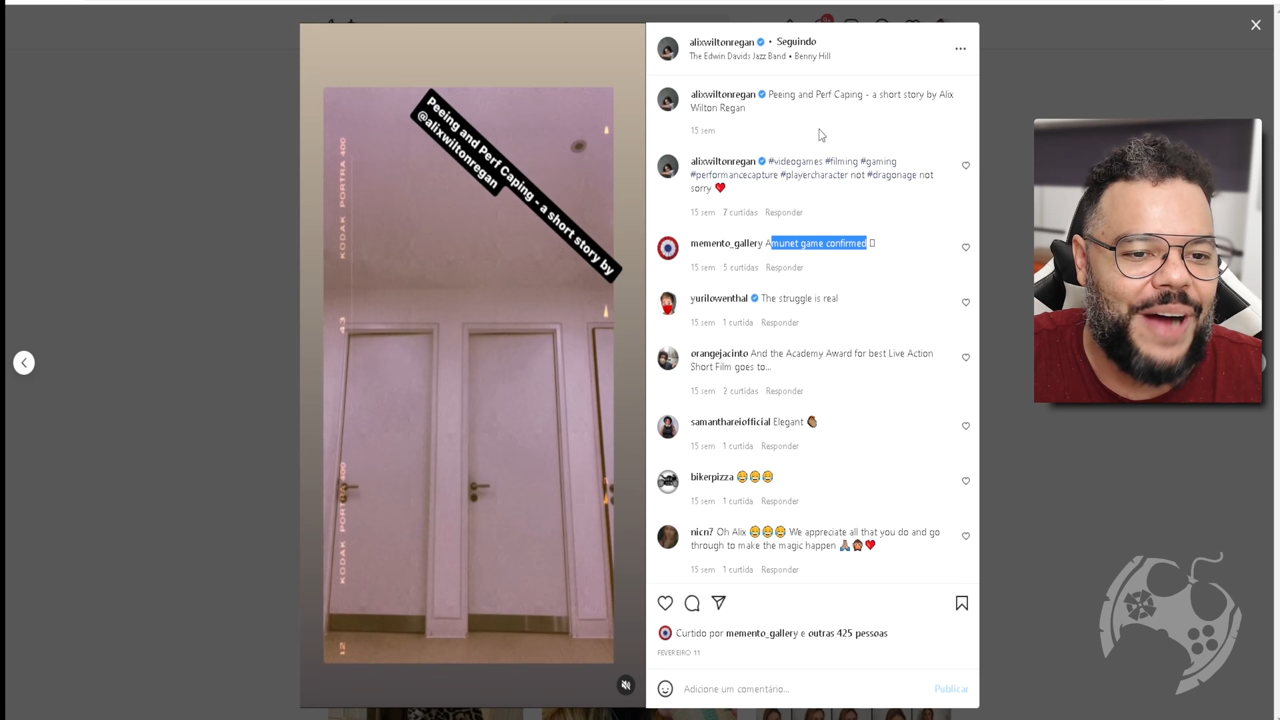 alixwiltonregan • Seguindo
The Edwin Davids Jazz Band • Benny Hill
Peeing and Perf Caping - a short story by
@alixwiltonregan
KODAK PORTRA 400
43
KODAK PORTRA 400
12
alixwiltonregan Peeing and Perf Caping - a short story by Alix
Wilton Regan
15 sem
alixwiltonregan #videogames #filming #gaming
#performancecapture #playercharacter not #dragonage not
sorry ❤️
15 sem 7 curtidas Responder
memento_gallery Amunet game confirmed
15 sem 5 curtidas Responder
yurilowenthal The struggle is real
15 sem 1 curtida Responder
orangejacinto And the Academy Award for best Live Action
Short Film goes to...
15 sem 2 curtidas Responder
samanthareiofficial Elegant
15 sem 1 curtida Responder
bikerpizza 😂😂😂
15 sem 1 curtida Responder
nicn7 Oh Alix 😂😂😂 We appreciate all that you do and go
through to make the magic happen 🙏🏼 ❤️
15 sem 1 curtida Responder
Curtido por memento_gallery e outras 425 pessoas
FEVEREIRO 11
Adicione um comentário... Publicar